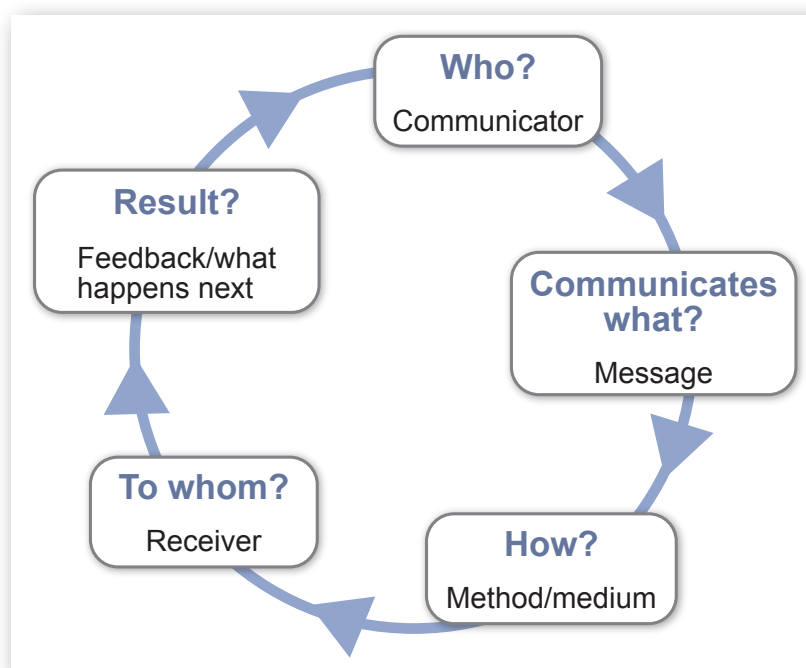 Who?
Communicator
Communicates
what?
Message
How?
Method/medium
To whom?
Receiver
Result?
Feedback/what
happens next